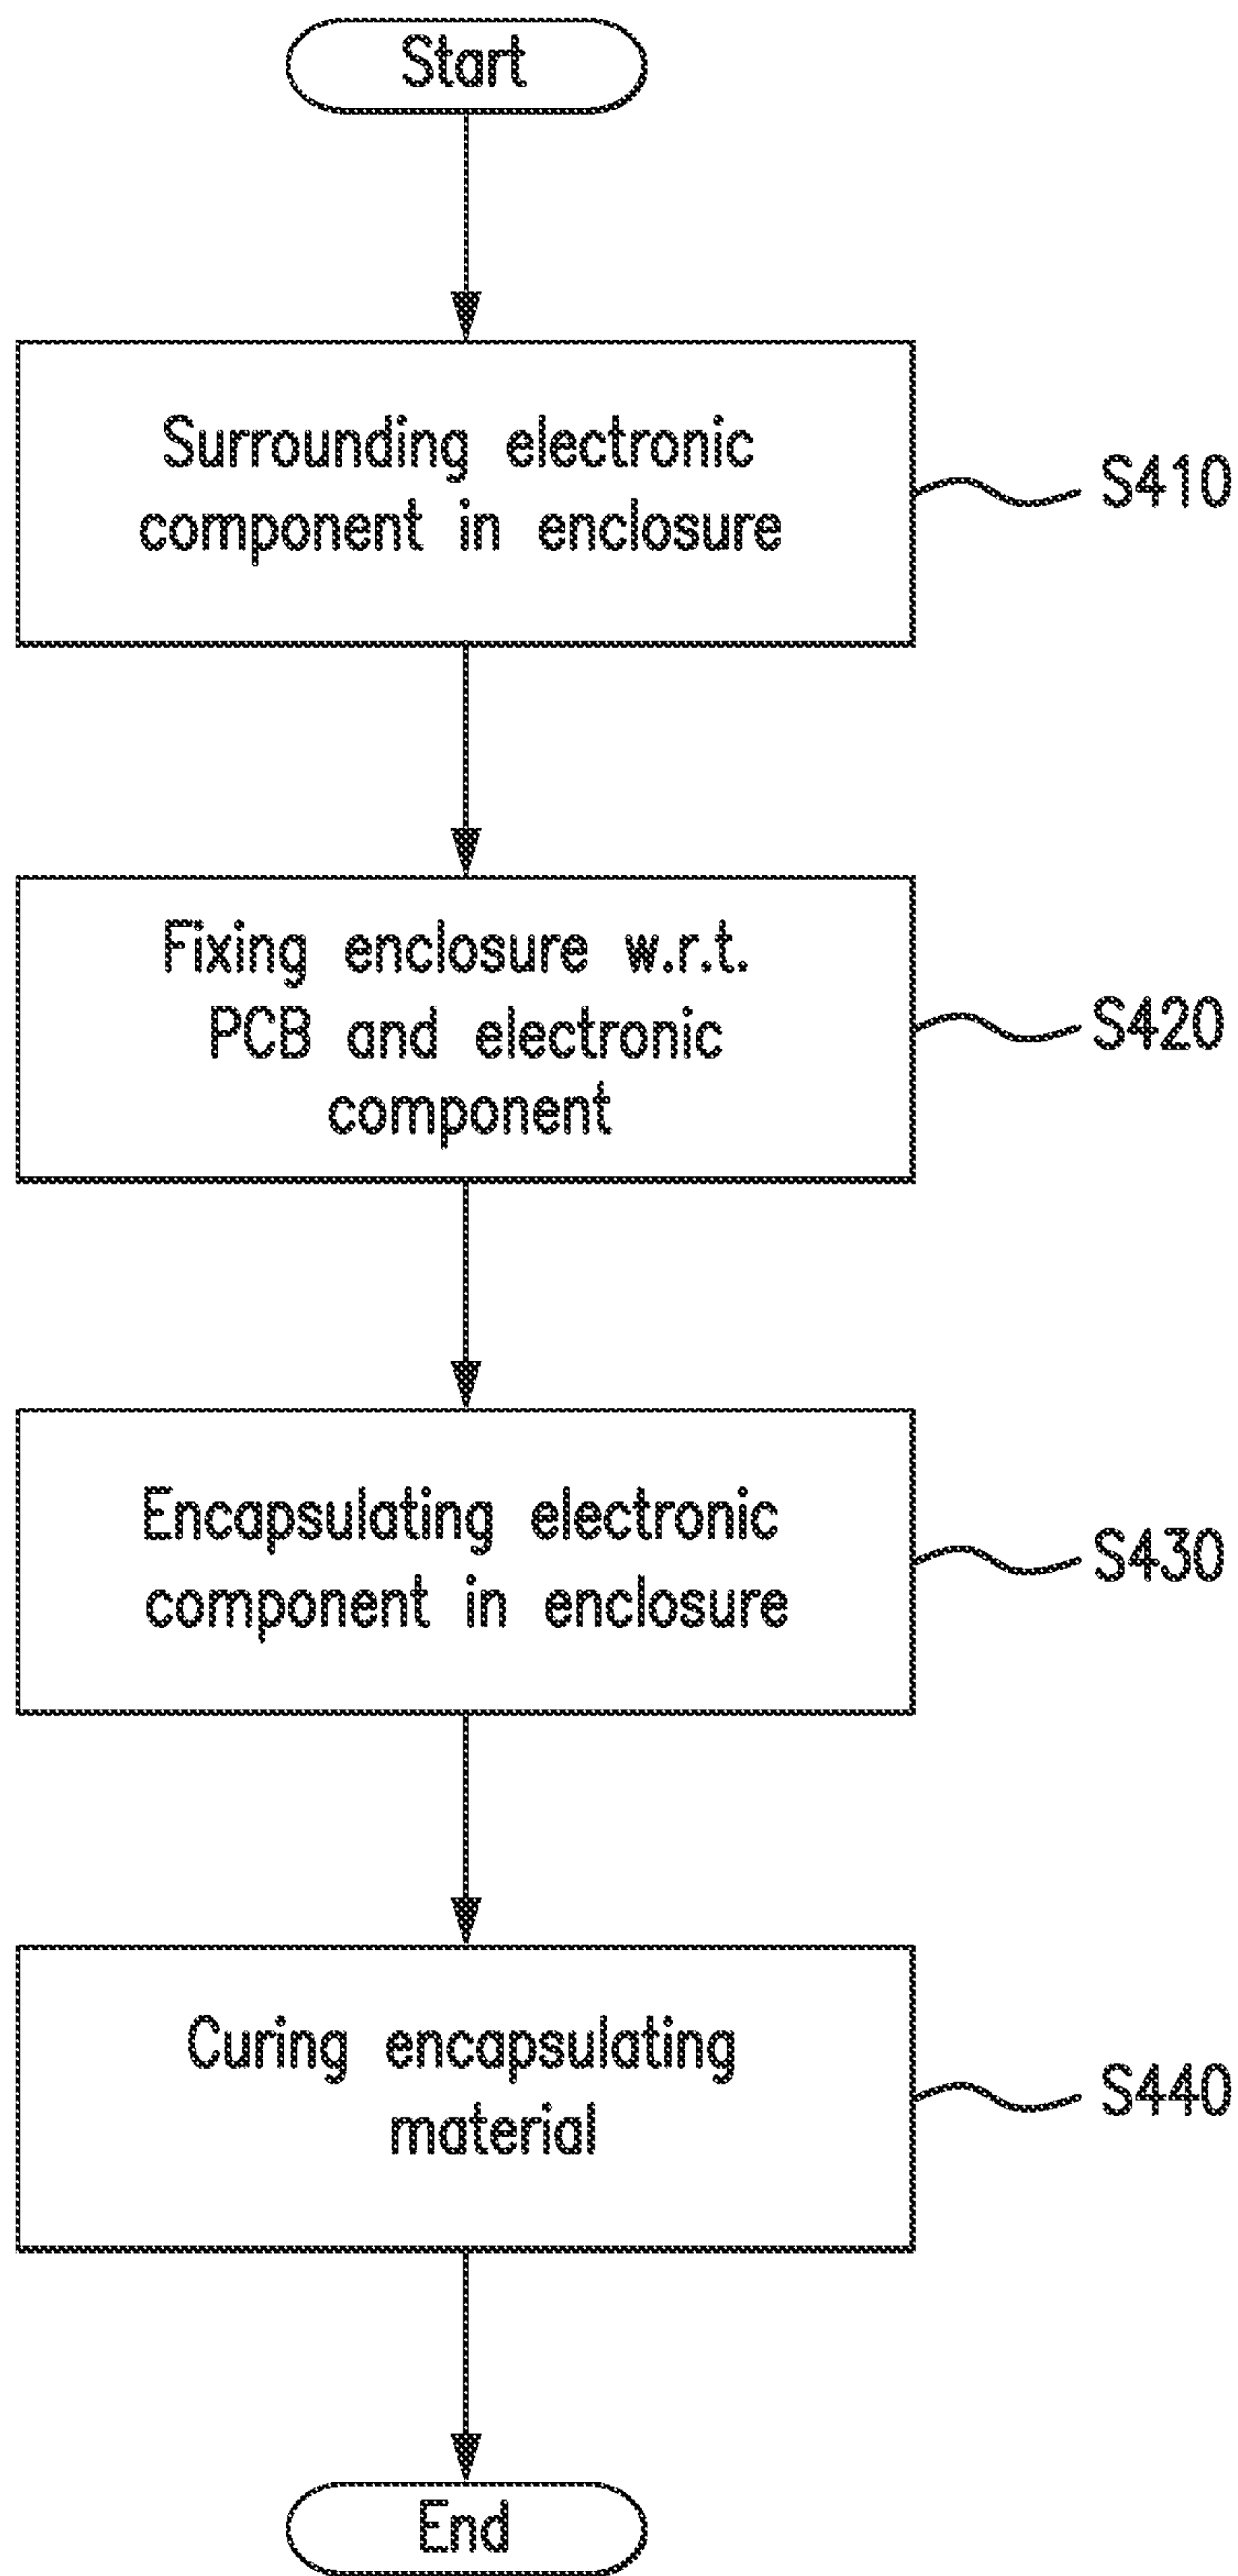 Start
Surrounding electronic
component in enclosure
S410
Fixing enclosure w.r.t.
PCB and electronic
component
S420
Encapsulating electronic
component in enclosure
S430
Curing encapsulating
material
S440
End